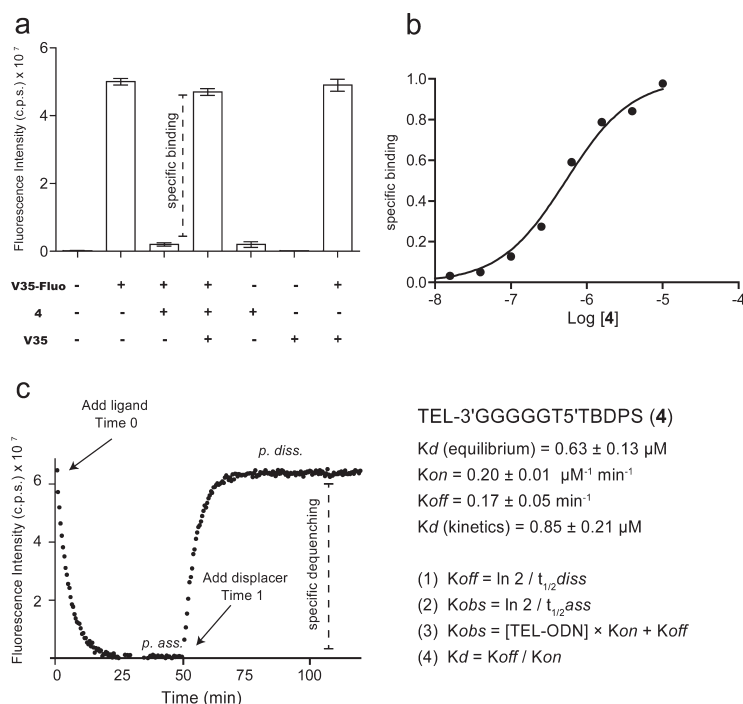 a
Fluorescence Intensity (c.p.s.) x 10⁻⁷
6
4
2
0
specific binding
V35-Fluo - + + + - - +
4 - - + + + - -
V35 - - - + - + +
b
specific binding
1.0
0.8
0.6
0.4
0.2
0.0
-8 -7 -6 -5 -4
Log [4]
c
Fluorescence Intensity (c.p.s.) x 10⁻⁷
6
4
2
Add ligand
Time 0
p. diss.
Add displacer
Time 1
p. ass.
specific dequenching
0 50 100
Time (min)
TEL-3'GGGGGT5'TBDPS (4)
Kd (equilibrium) = 0.63 ± 0.13 µM
Kon = 0.20 ± 0.01 µM⁻¹ min⁻¹
Koff = 0.17 ± 0.05 min⁻¹
Kd (kinetics) = 0.85 ± 0.21 µM
(1) Koff = ln 2 / t1/2diss
(2) Kobs = ln 2 / t1/2ass
(3) Kobs = [TEL-ODN] × Kon + Koff
(4) Kd = Koff / Kon